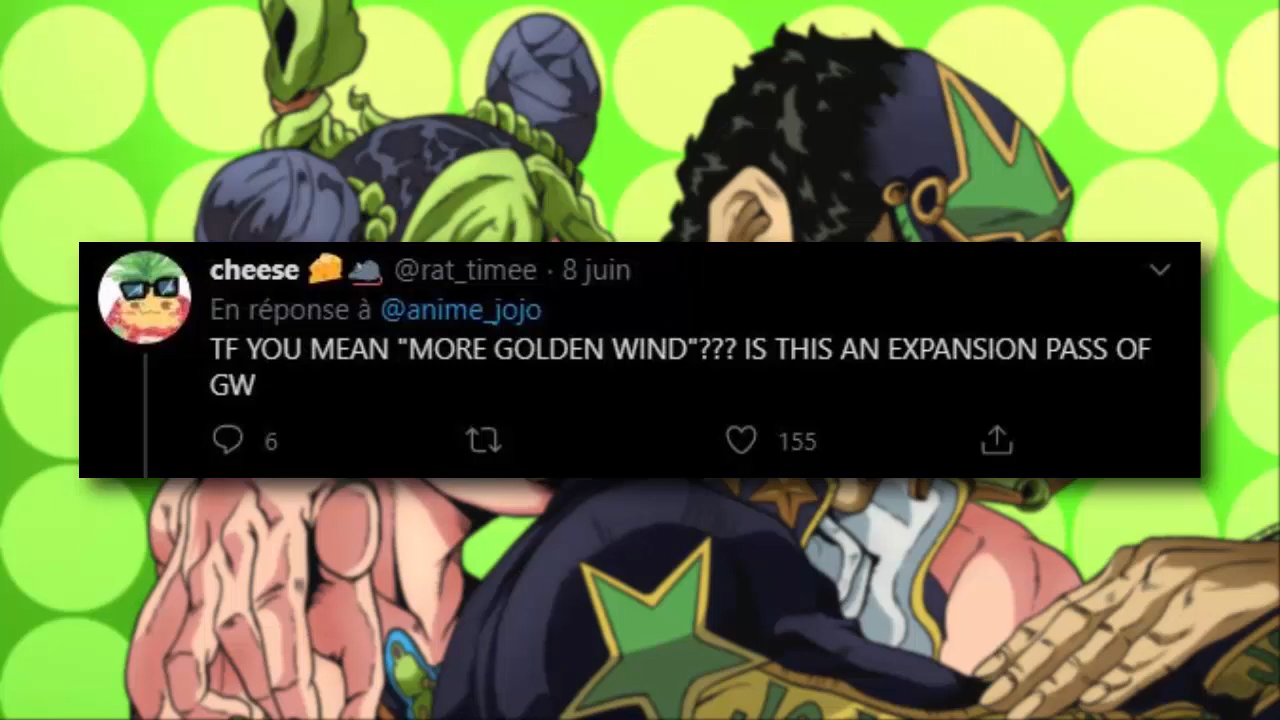 cheese 🧀🐀 @rat_timee · 8 juin
En réponse à @anime_jojo
TF YOU MEAN "MORE GOLDEN WIND"??? IS THIS AN EXPANSION PASS OF
GW
6 155